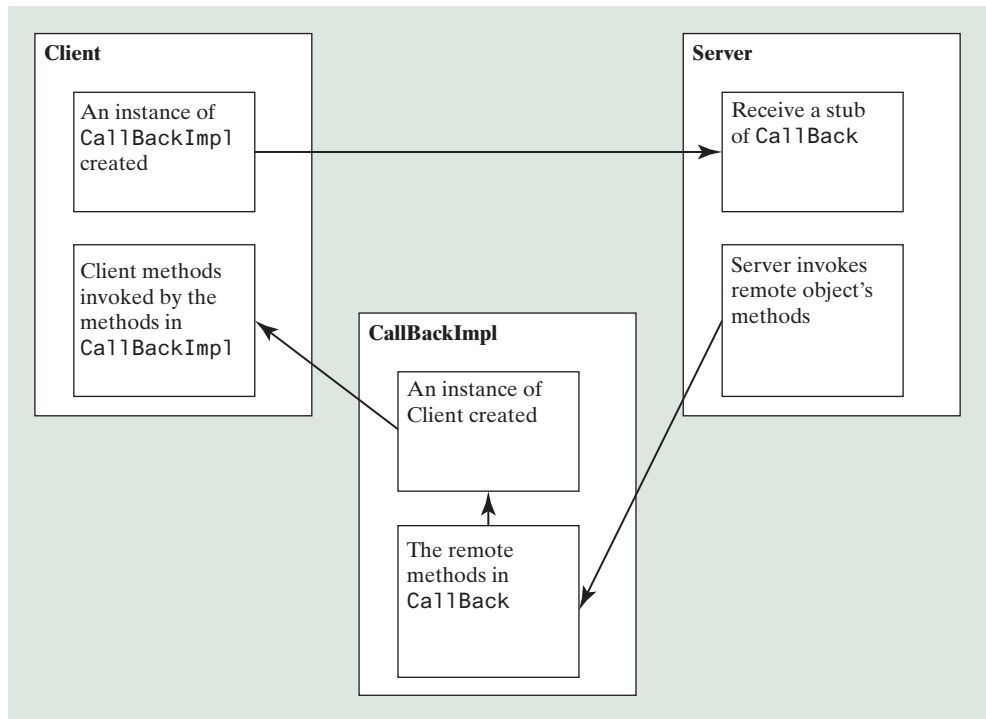 Client
An instance of
CallBackImpl
created
Client methods
invoked by the
methods in
CallBackImpl
CallBackImpl
An instance of
Client created
The remote
methods in
CallBack
Server
Receive a stub
of CallBack
Server invokes
remote object's
methods